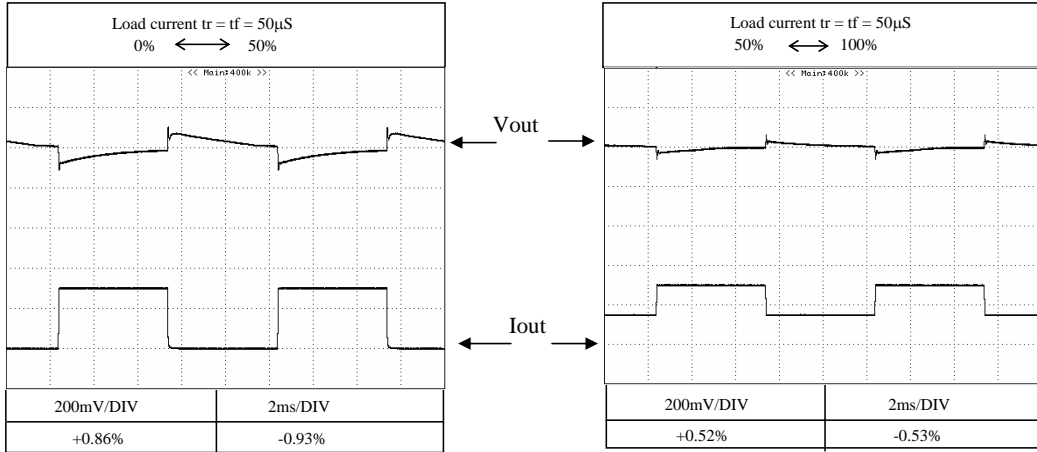 Load current tr = tf = 50μS
0% 50%
<< Main:400k >>
200mV/DIV 2ms/DIV
+0.86% -0.93%
Vout
Iout
Load current tr = tf = 50μS
50% 100%
<< Main:400k >>
200mV/DIV 2ms/DIV
+0.52% -0.53%